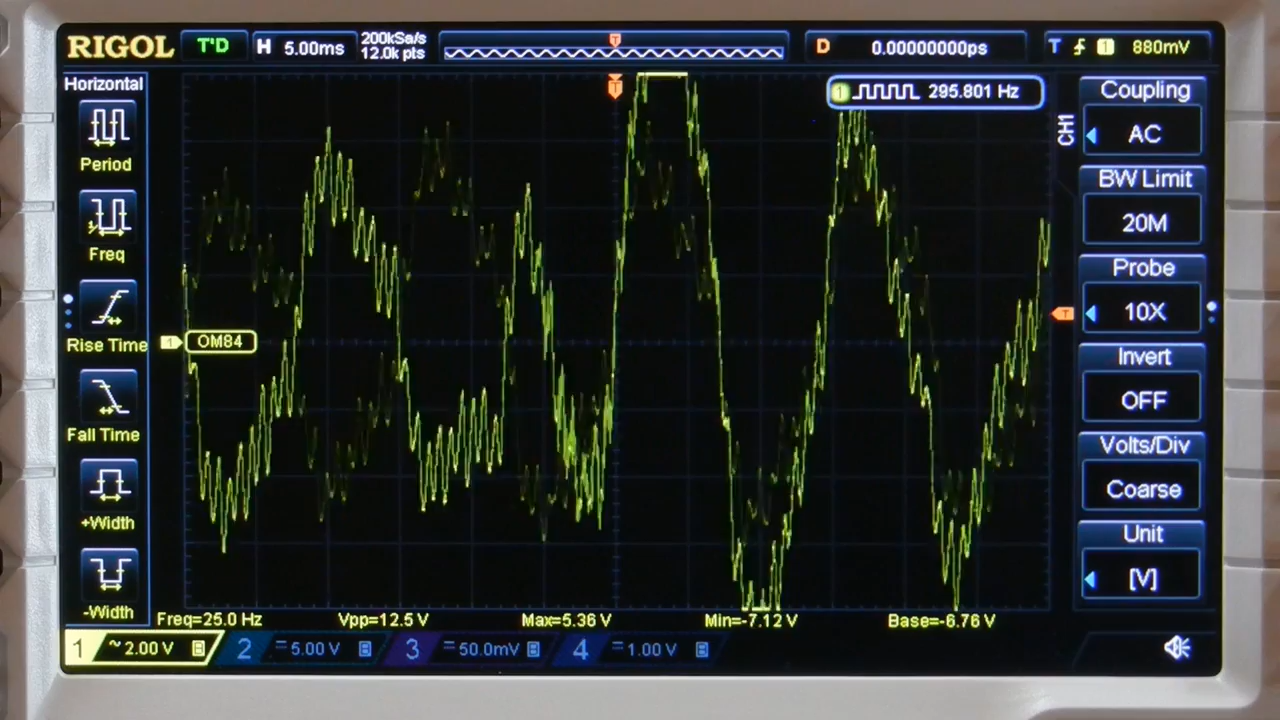 RIGOL T'D H 5.00ms 200kSa/s 12.0k pts T D 0.00000000ps T 1 880mV
Horizontal
Period
Freq
Rise Time
Fall Time
+Width
-Width
T
1 295.801 Hz
1 OM84
T
CH1
Coupling
AC
BW Limit
20M
Probe
10X
Invert
OFF
Volts/Div
Coarse
Unit
[V]
Freq=25.0 Hz Vpp=12.5 V Max=5.36 V Min=-7.12 V Base=-6.76 V
1 ~ 2.00 V B 2 = 5.00 V B 3 = 50.0mV B 4 = 1.00 V B